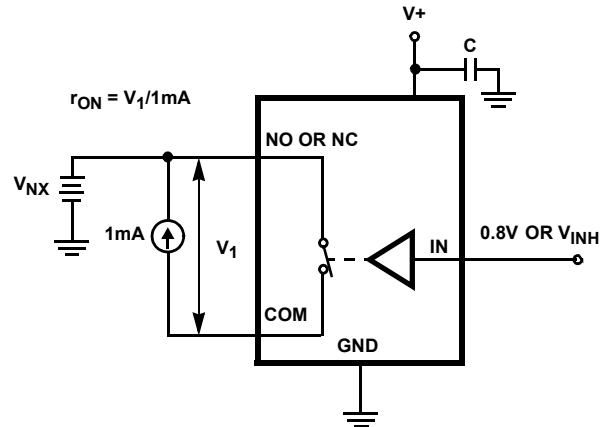 V+
C
rON = V1/1mA
NO OR NC
VNX
1mA
V1
IN
0.8V OR VINH
COM
GND